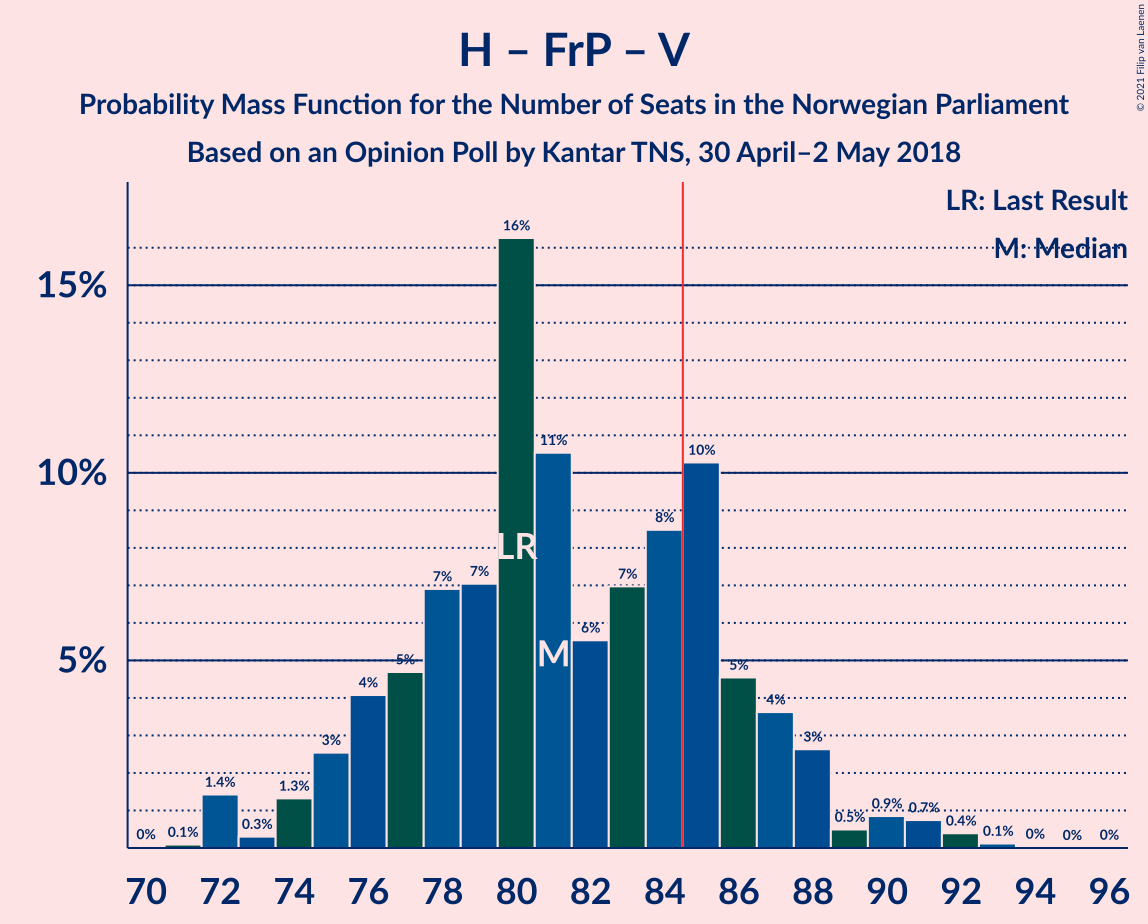 H – FrP – V
Probability Mass Function for the Number of Seats in the Norwegian Parliament
Based on an Opinion Poll by Kantar TNS, 30 April–2 May 2018
© 2021 Filip van Laenen
LR: Last Result
M: Median
15%
10%
5%
0% 0.1% 1.4% 0.3% 1.3% 3% 4% 5% 7% 7% 16% 11% 6% 7% 8% 10% 5% 4% 3% 0.5% 0.9% 0.7% 0.4% 0.1% 0% 0% 0%
LR
M
70 72 74 76 78 80 82 84 86 88 90 92 94 96